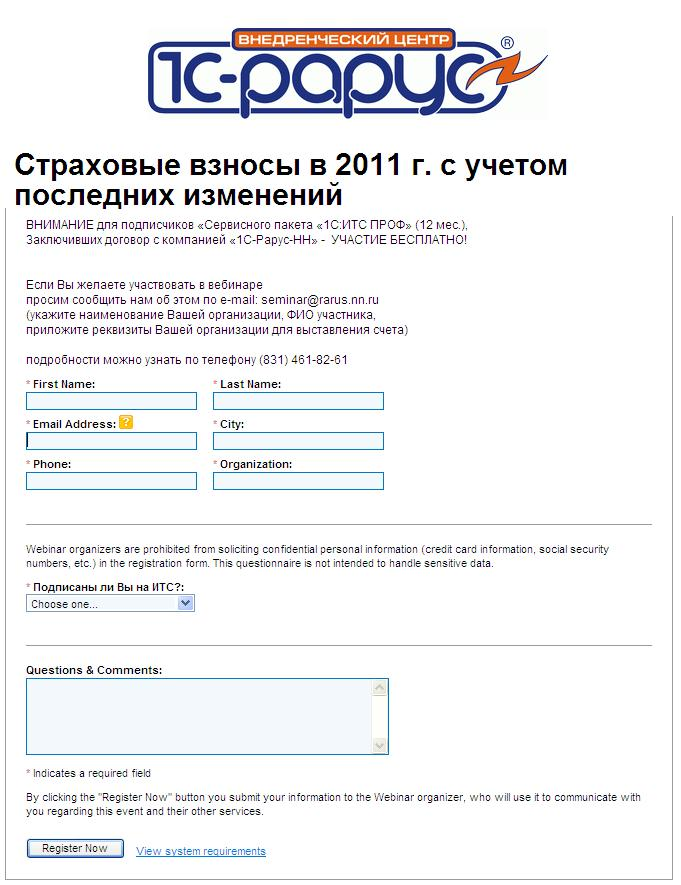 ВНЕДРЕНЧЕСКИЙ ЦЕНТР
1С-рарус ®
Страховые взносы в 2011 г. с учетом
последних изменений
ВНИМАНИЕ для подписчиков «Сервисного пакета «1С:ИТС ПРОФ» (12 мес.),
Заключивших договор с компанией «1С-Рарус-НН» - УЧАСТИЕ БЕСПЛАТНО!
Если Вы желаете участвовать в вебинаре
просим сообщить нам об этом по e-mail: seminar@rarus.nn.ru
(укажите наименование Вашей организации, ФИО участника,
приложите реквизиты Вашей организации для выставления счета)
подробности можно узнать по телефону (831) 461-82-61
* First Name: * Last Name:
* Email Address: ? * City:
* Phone: * Organization:
Webinar organizers are prohibited from soliciting confidential personal information (credit card information, social security
numbers, etc.) in the registration form. This questionnaire is not intended to handle sensitive data.
* Подписаны ли Вы на ИТС?:
Choose one...
Questions & Comments:
* Indicates a required field
By clicking the "Register Now" button you submit your information to the Webinar organizer, who will use it to communicate with
you regarding this event and their other services.
Register Now View system requirements